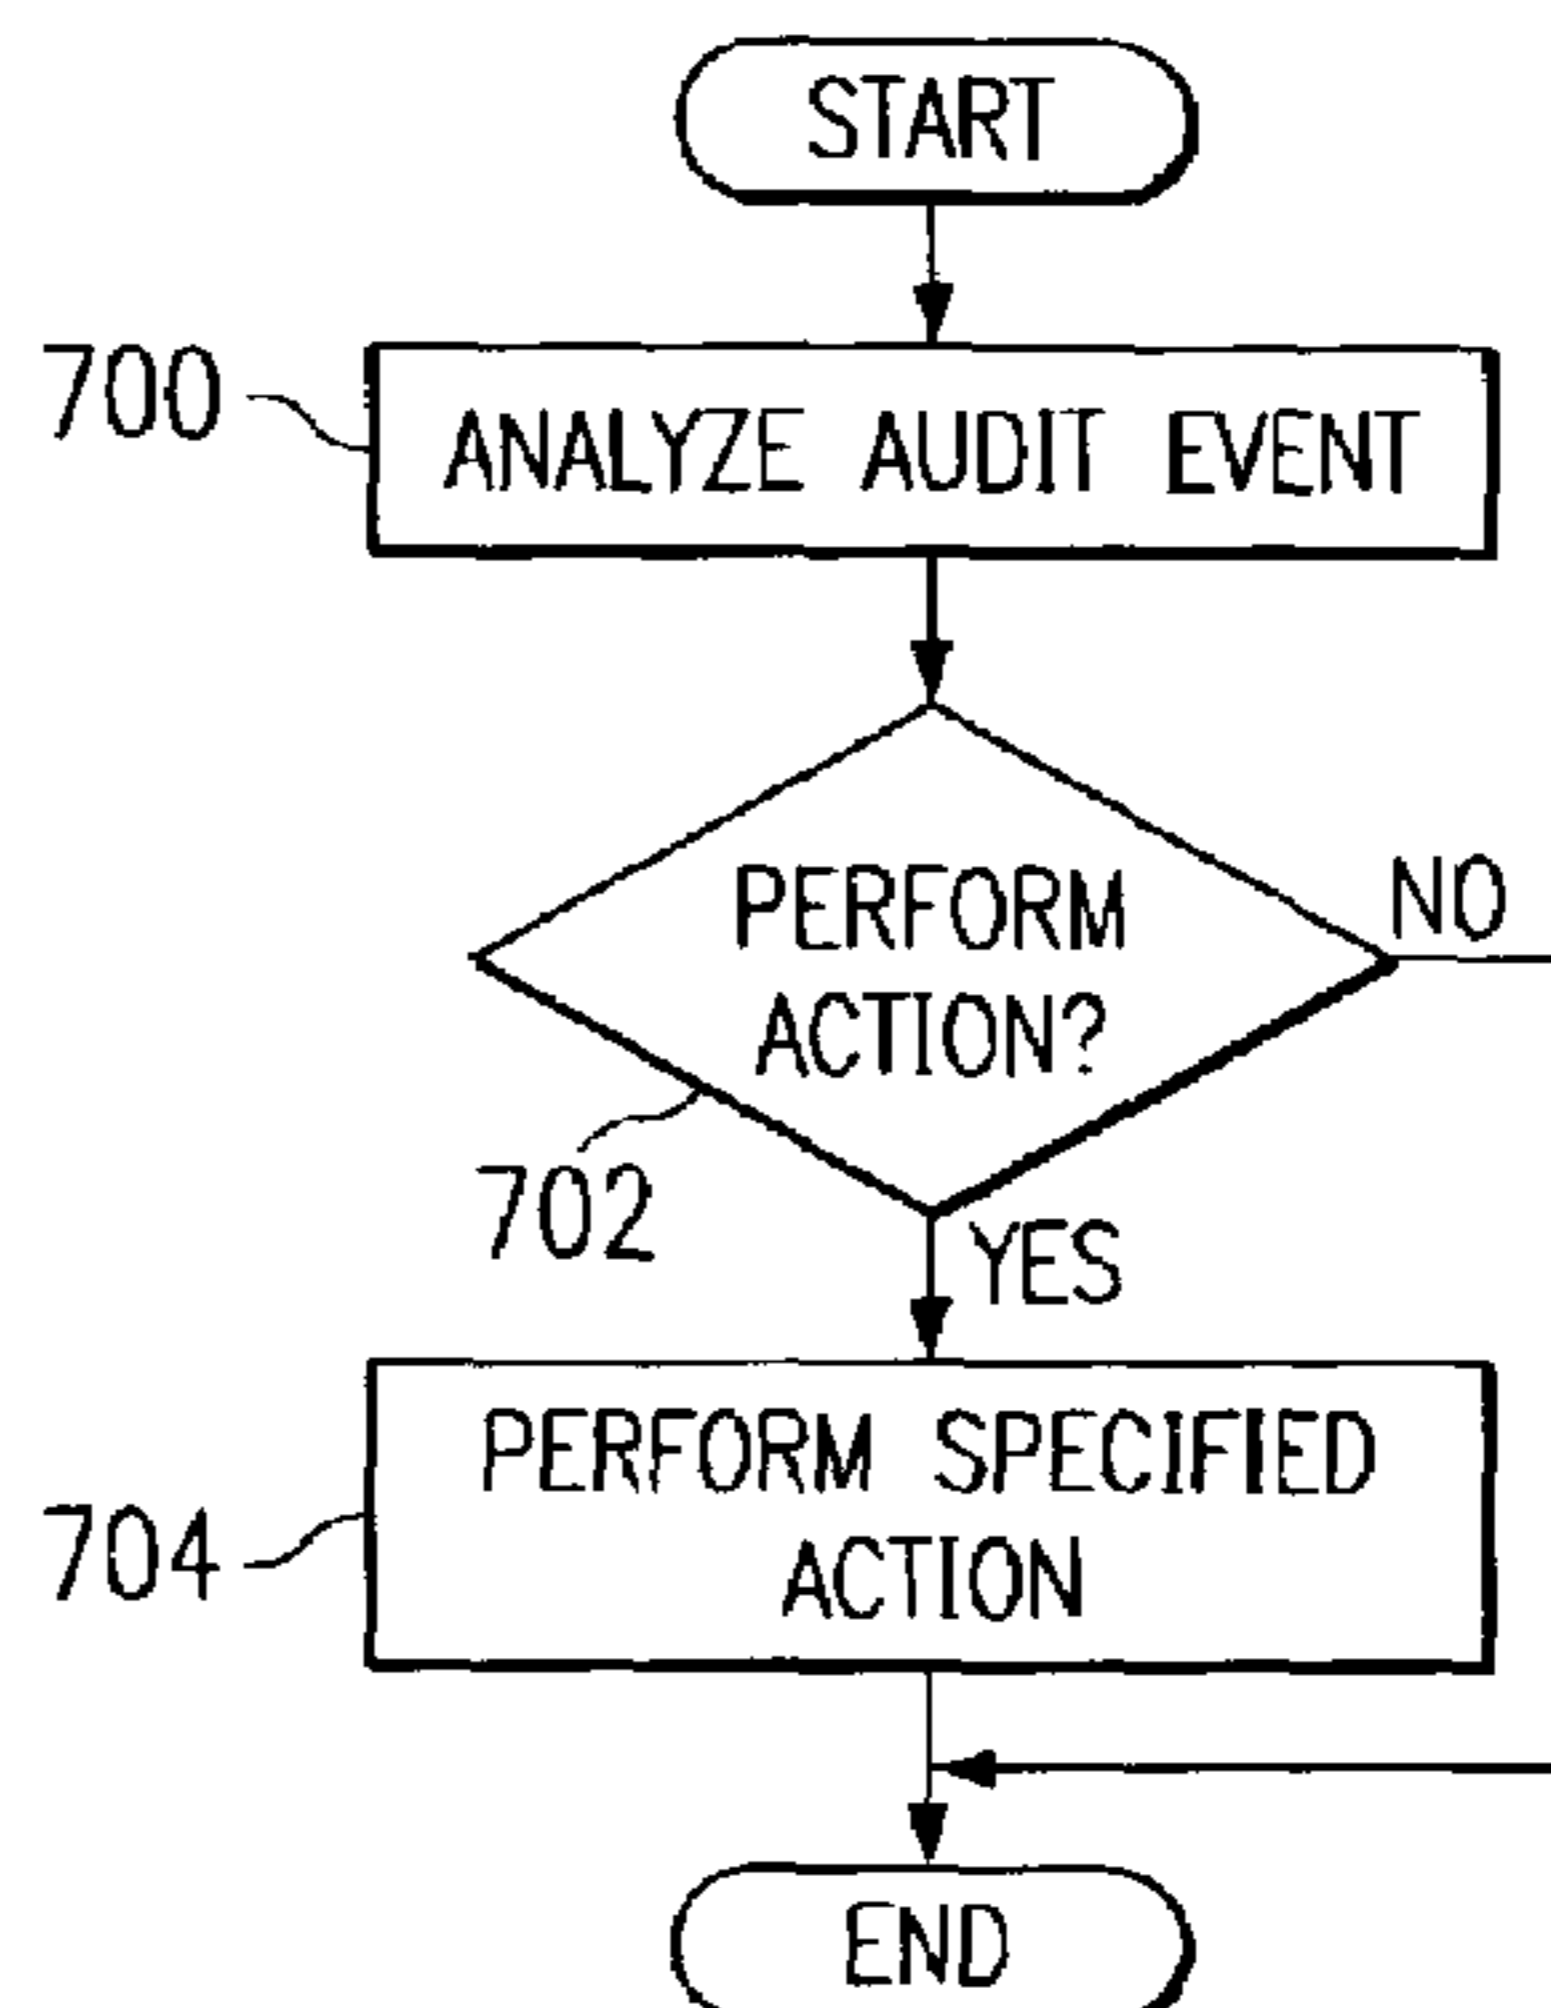 START
700
ANALYZE AUDIT EVENT
PERFORM
ACTION?
NO
702
YES
PERFORM SPECIFIED
ACTION
704
END